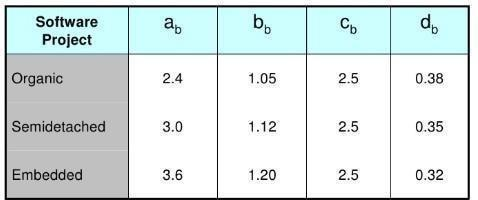 Software Project a_b b_b c_b d_b
Organic 2.4 1.05 2.5 0.38
Semidetached 3.0 1.12 2.5 0.35
Embedded 3.6 1.20 2.5 0.32